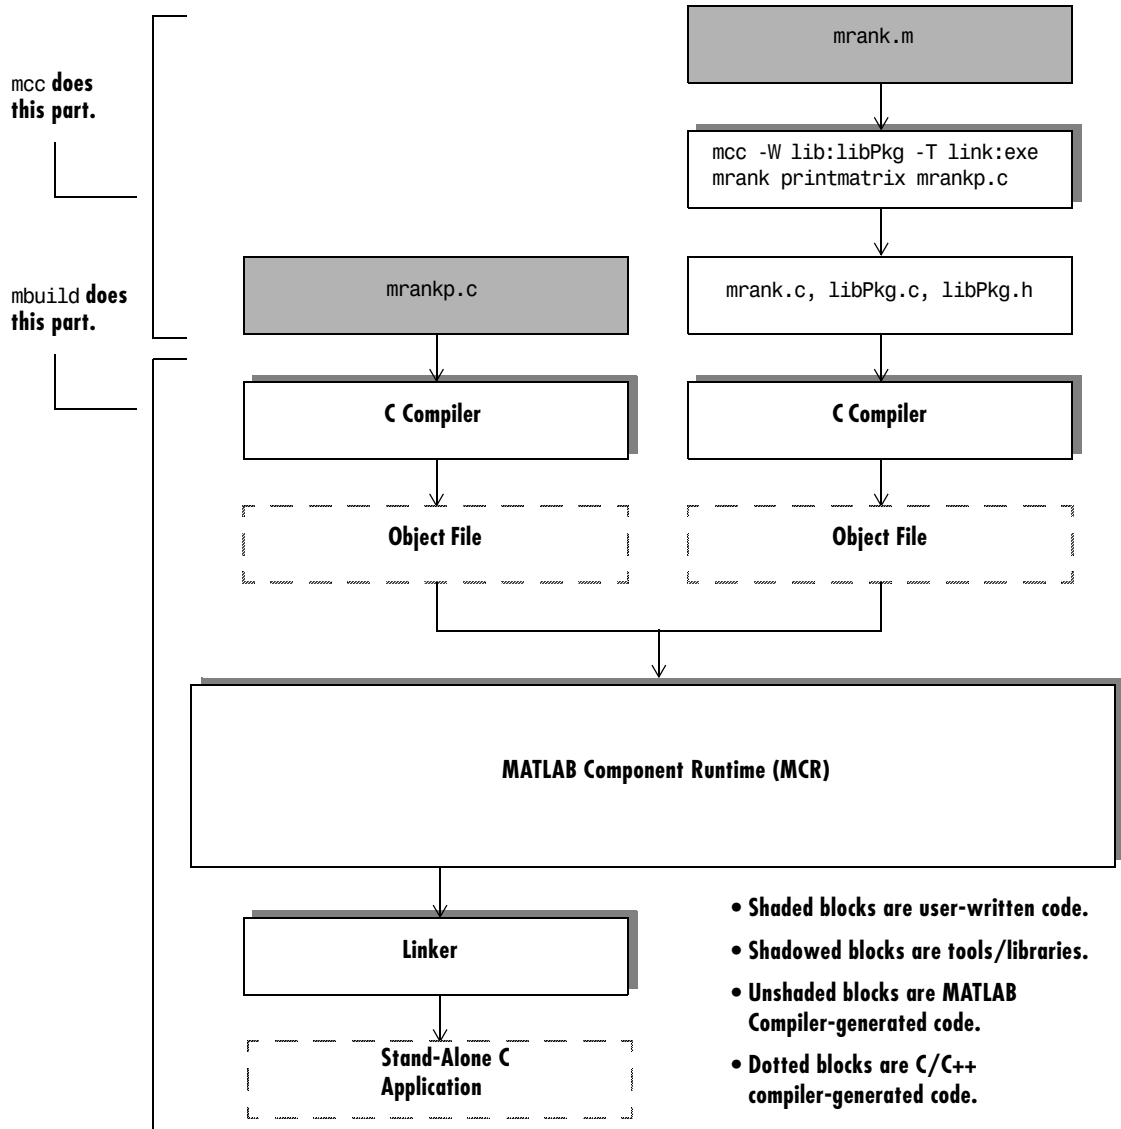 mrank.m
mcc does
this part.
mcc -W lib:libPkg -T link:exe
mrank printmatrix mrankp.c
mbuild does
this part.
mrankp.c
mrank.c, libPkg.c, libPkg.h
C Compiler
C Compiler
Object File
Object File
MATLAB Component Runtime (MCR)
Linker
Stand-Alone C
Application
• Shaded blocks are user-written code.
• Shadowed blocks are tools/libraries.
• Unshaded blocks are MATLAB
Compiler-generated code.
• Dotted blocks are C/C++
compiler-generated code.